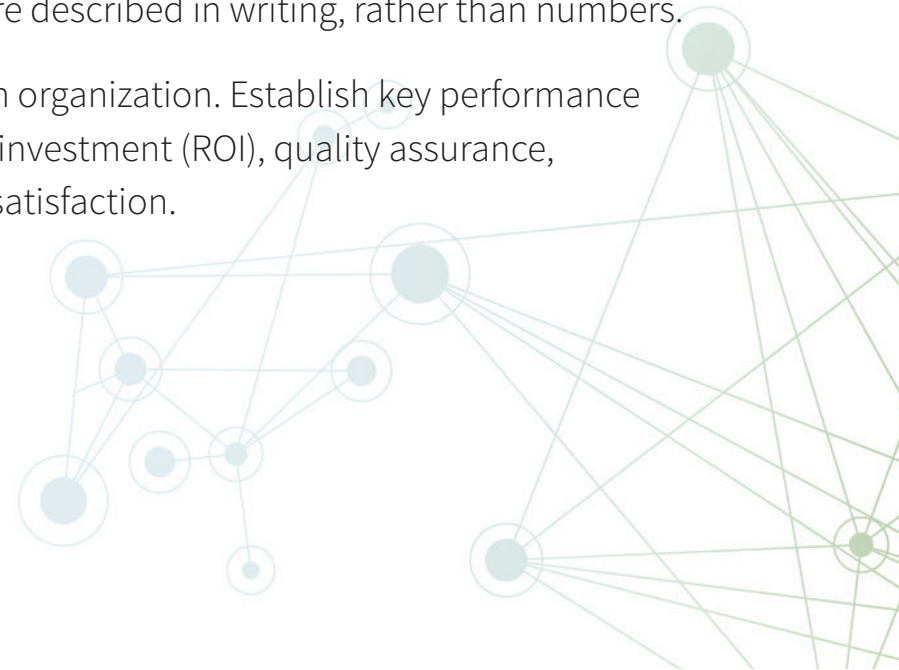 re described in writing, rather than numbers.
n organization. Establish key performance
investment (ROI), quality assurance,
satisfaction.